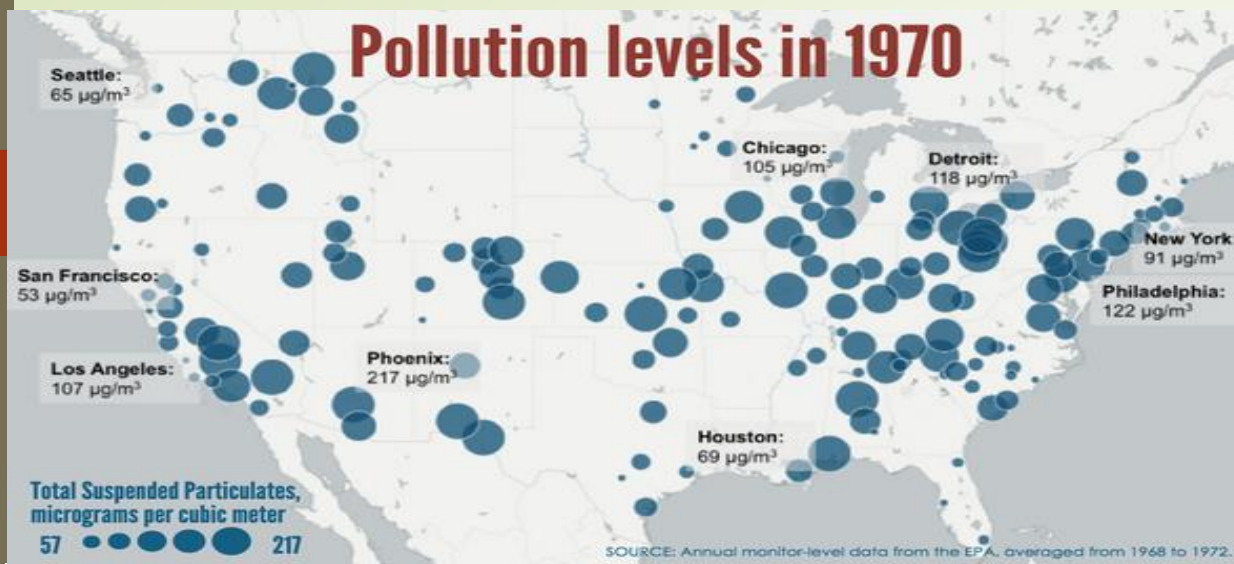 Pollution levels in 1970
Seattle:
65 µg/m³
Chicago:
105 µg/m³
Detroit:
118 µg/m³
New York
91 µg/m³
San Francisco:
53 µg/m³
Philadelphia:
122 µg/m³
Phoenix:
217 µg/m³
Los Angeles:
107 µg/m³
Houston:
69 µg/m³
Total Suspended Particulates,
micrograms per cubic meter
57 217
SOURCE: Annual monitor-level data from the EPA, averaged from 1968 to 1972.